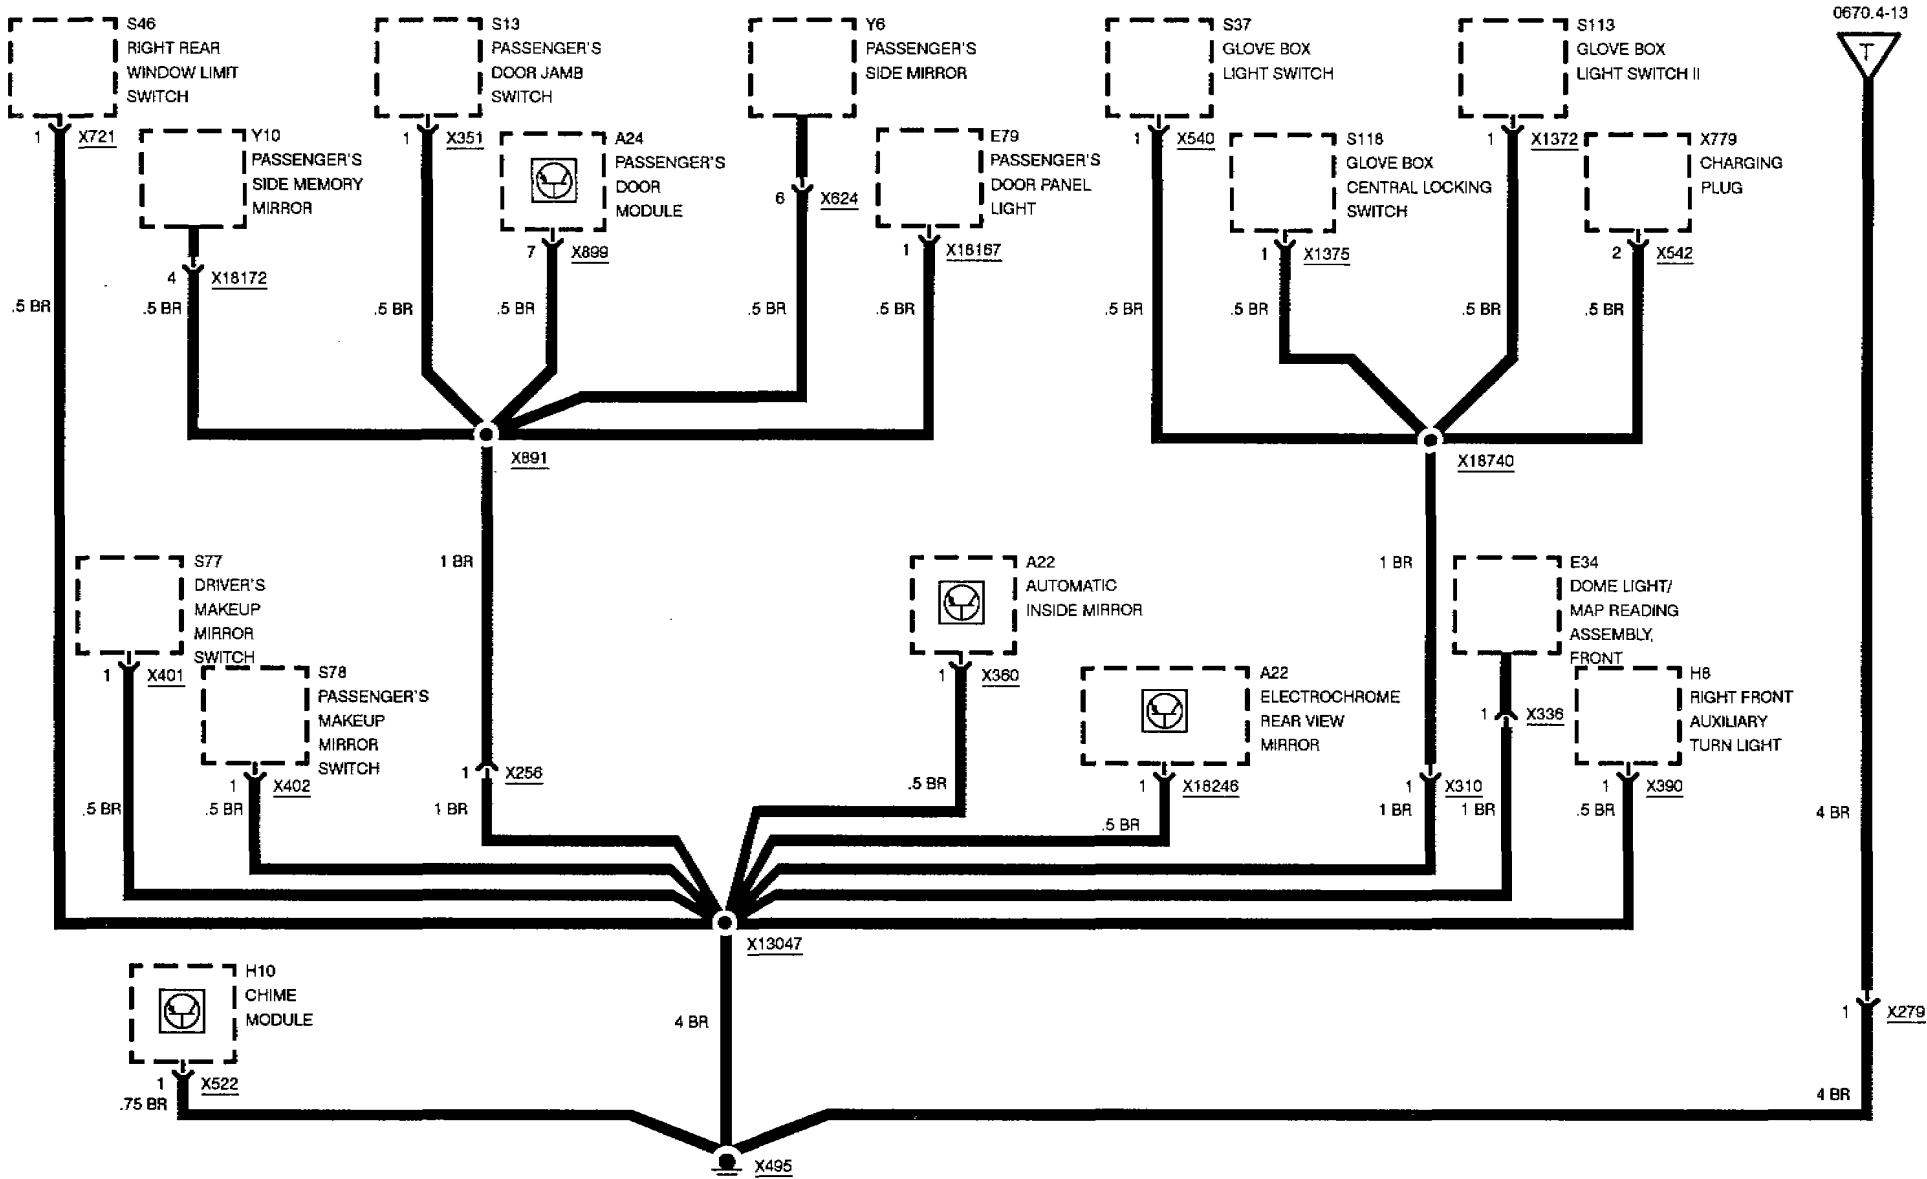 0670.4-13
T
S46
RIGHT REAR
WINDOW LIMIT
SWITCH
1 X721
S13
PASSENGER'S
DOOR JAMB
SWITCH
1 X351
Y6
PASSENGER'S
SIDE MIRROR
6 X624
S37
GLOVE BOX
LIGHT SWITCH
1 X540
S113
GLOVE BOX
LIGHT SWITCH II
1 X1372
Y10
PASSENGER'S
SIDE MEMORY
MIRROR
4 X18172
A24
PASSENGER'S
DOOR
MODULE
7 X899
E79
PASSENGER'S
DOOR PANEL
LIGHT
1 X18167
S118
GLOVE BOX
CENTRAL LOCKING
SWITCH
1 X1375
X779
CHARGING
PLUG
2 X542
.5 BR
.5 BR
.5 BR
.5 BR
.5 BR
.5 BR
.5 BR
.5 BR
.5 BR
.5 BR
X891
X18740
1 BR
1 BR
S77
DRIVER'S
MAKEUP
MIRROR
SWITCH
1 X401
S78
PASSENGER'S
MAKEUP
MIRROR
SWITCH
1 X402
1 X256
A22
AUTOMATIC
INSIDE MIRROR
1 X360
A22
ELECTROCHROME
REAR VIEW
MIRROR
1 X18246
1 X310
E34
DOME LIGHT/
MAP READING
ASSEMBLY,
FRONT
1 X336
H8
RIGHT FRONT
AUXILIARY
TURN LIGHT
1 X390
.5 BR
.5 BR
1 BR
.5 BR
.5 BR
1 BR
1 BR
.5 BR
4 BR
X13047
H10
CHIME
MODULE
1 X522
.75 BR
4 BR
1 X279
4 BR
X495